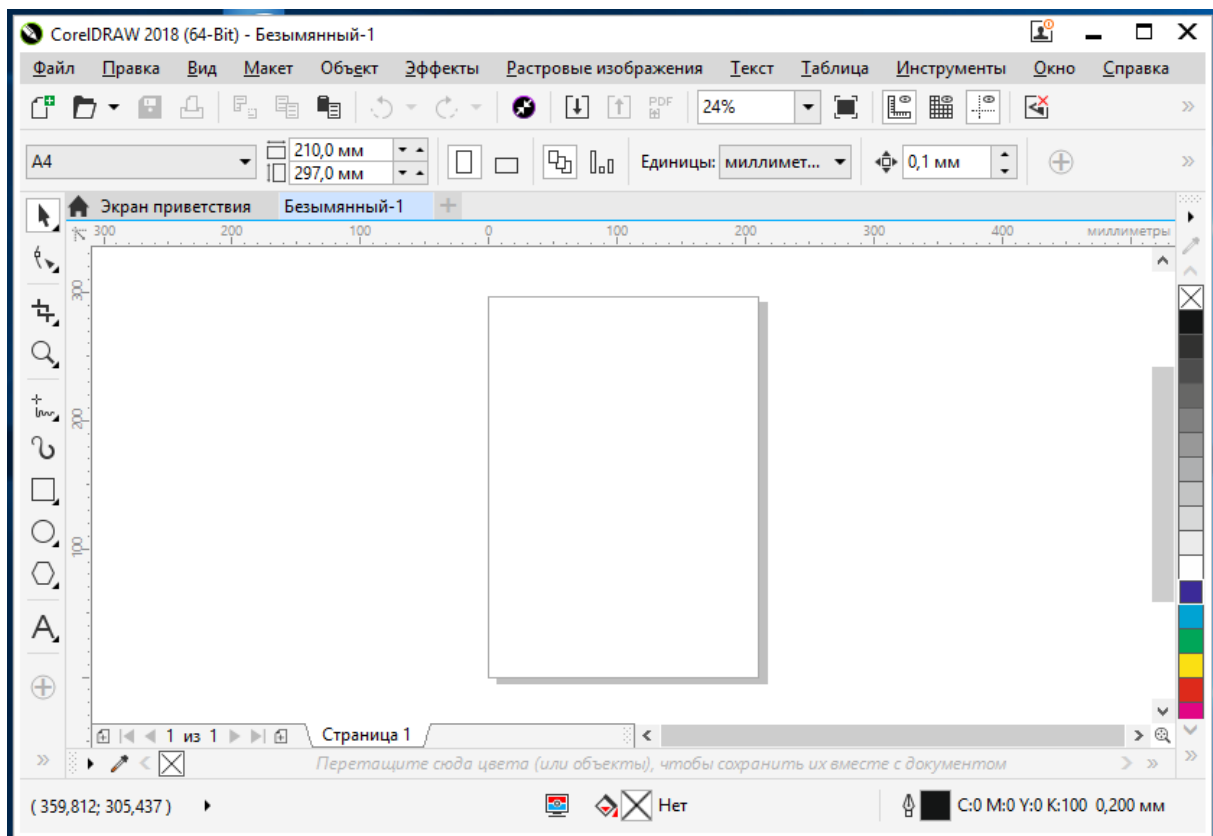 CorelDRAW 2018 (64-Bit) - Безымянный-1
Файл Правка Вид Макет Объект Эффекты Растровые изображения Текст Таблица Инструменты Окно Справка
PDF 24%
A4 210,0 мм 297,0 мм Единицы: миллимет... 0,1 мм
Экран приветствия Безымянный-1
300 200 100 0 100 200 300 400 миллиметры
300
200
100
1 из 1 Страница 1
Перетащите сюда цвета (или объекты), чтобы сохранить их вместе с документом
( 359,812; 305,437 ) Нет C:0 M:0 Y:0 K:100 0,200 мм